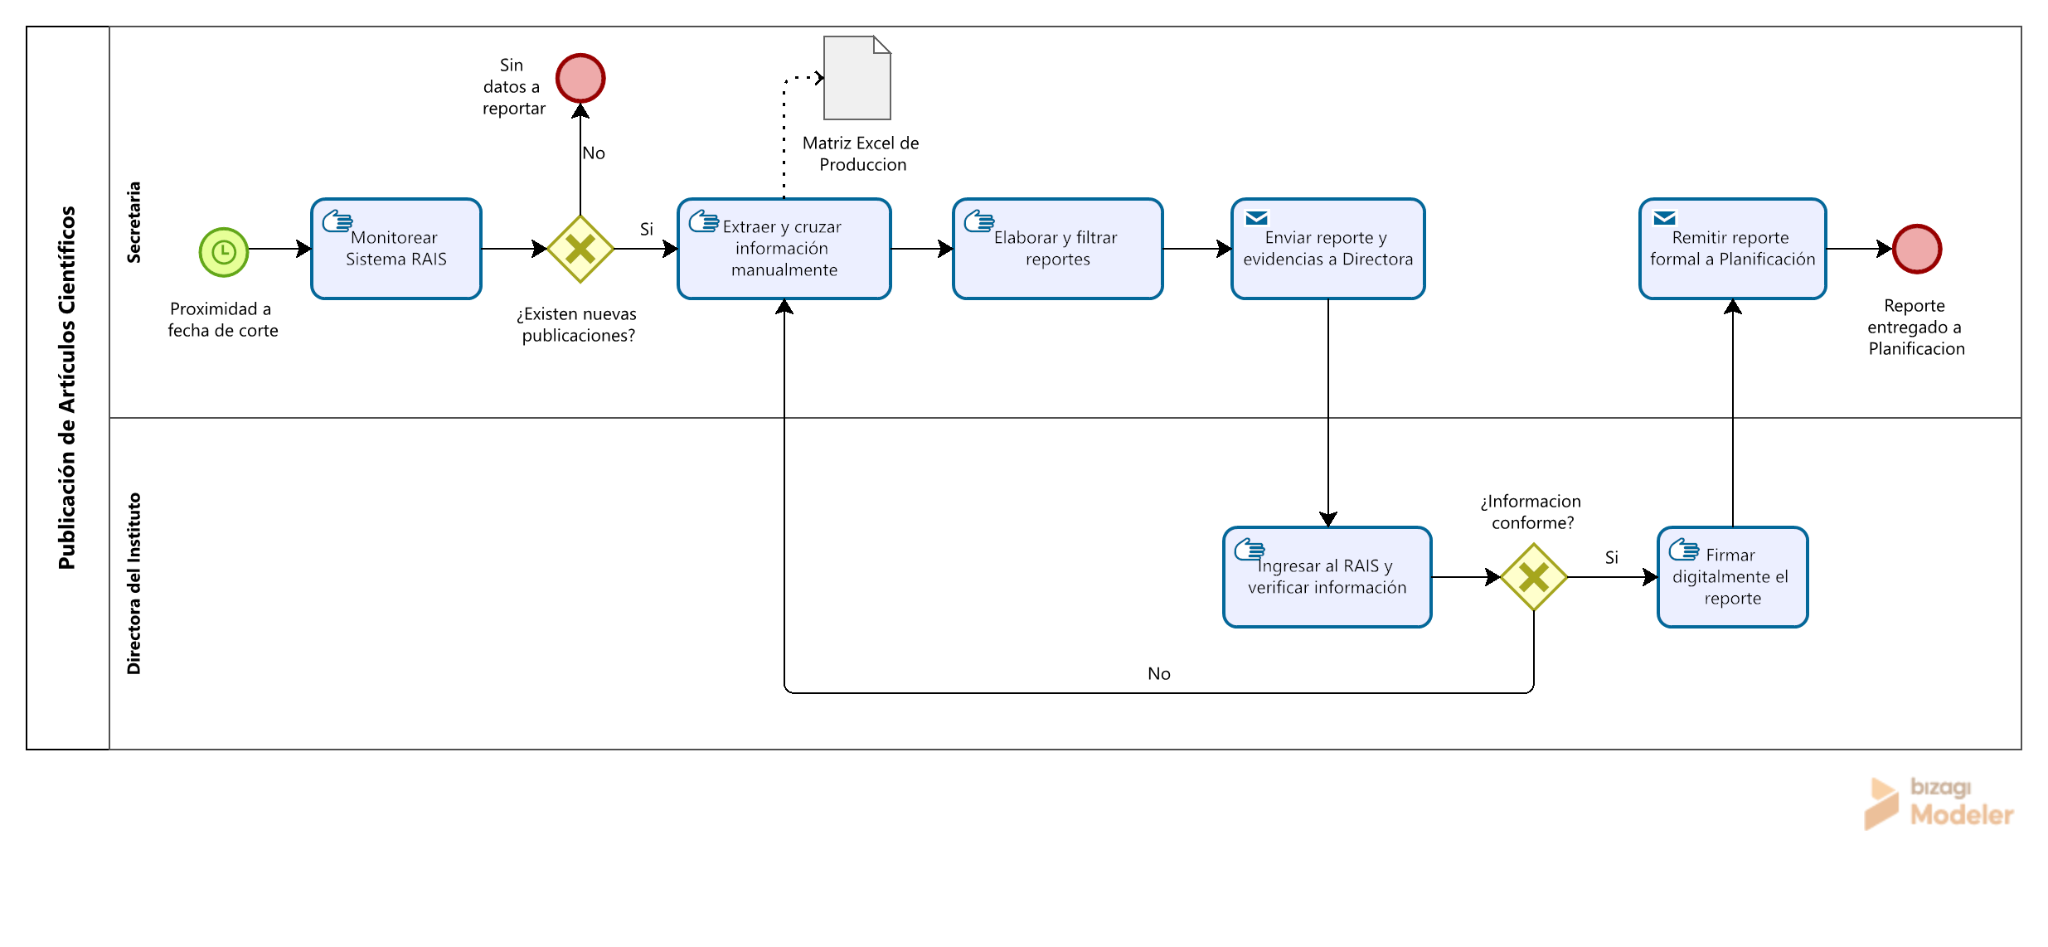 Publicación de Artículos Científicos
Secretaria
Proximidad a
fecha de corte
Monitorear
Sistema RAIS
¿Existen nuevas
publicaciones?
No
Sin
datos a
reportar
Si
Extraer y cruzar
información
manualmente
Matriz Excel de
Produccion
Elaborar y filtrar
reportes
Enviar reporte y
evidencias a Directora
Remitir reporte
formal a Planificación
Reporte
entregado a
Planificacion
Directora del Instituto
Ingresar al RAIS y
verificar información
¿Informacion
conforme?
Si
Firmar
digitalmente el
reporte
No
bizagi
Modeler